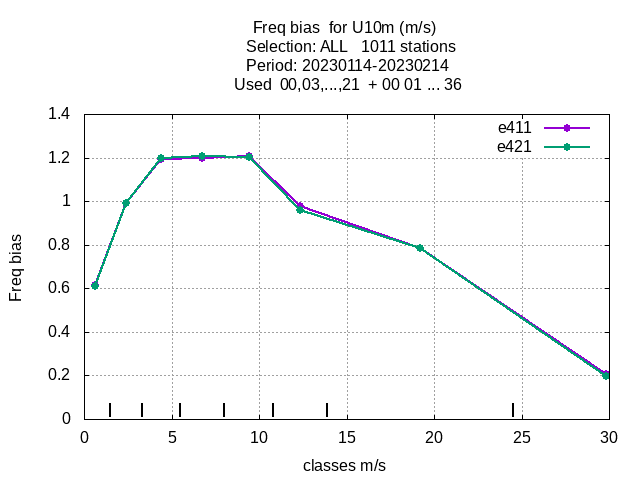 Freq bias  for U10m (m/s)
Selection: ALL   1011 stations
Period: 20230114-20230214
Used  00,03,...,21  + 00 01 ... 36
e411
e421
1.4
1.2
1
0.8
0.6
0.4
0.2
0
Freq bias
0 5 10 15 20 25 30
classes m/s